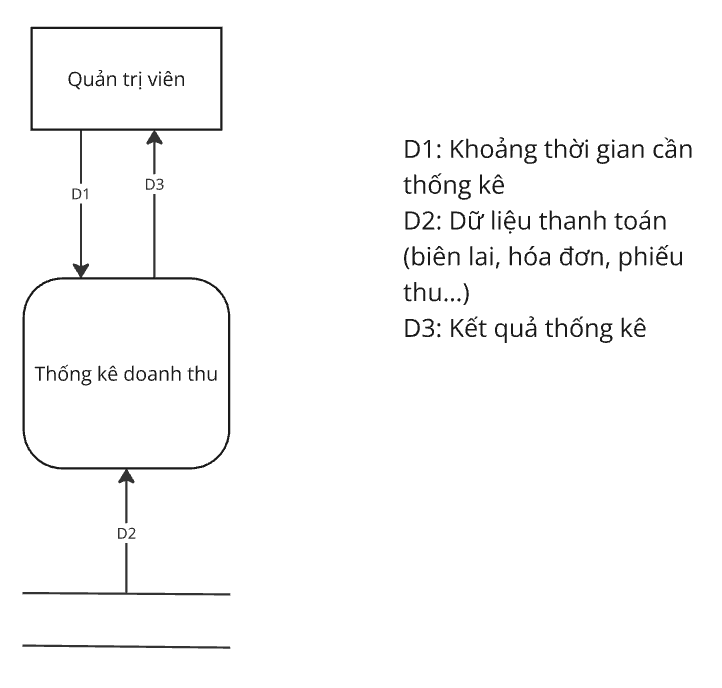 Quản trị viên
D1
D3
Thống kê doanh thu
D2
D1: Khoảng thời gian cần
thống kê
D2: Dữ liệu thanh toán
(biên lai, hóa đơn, phiếu
thu...)
D3: Kết quả thống kê